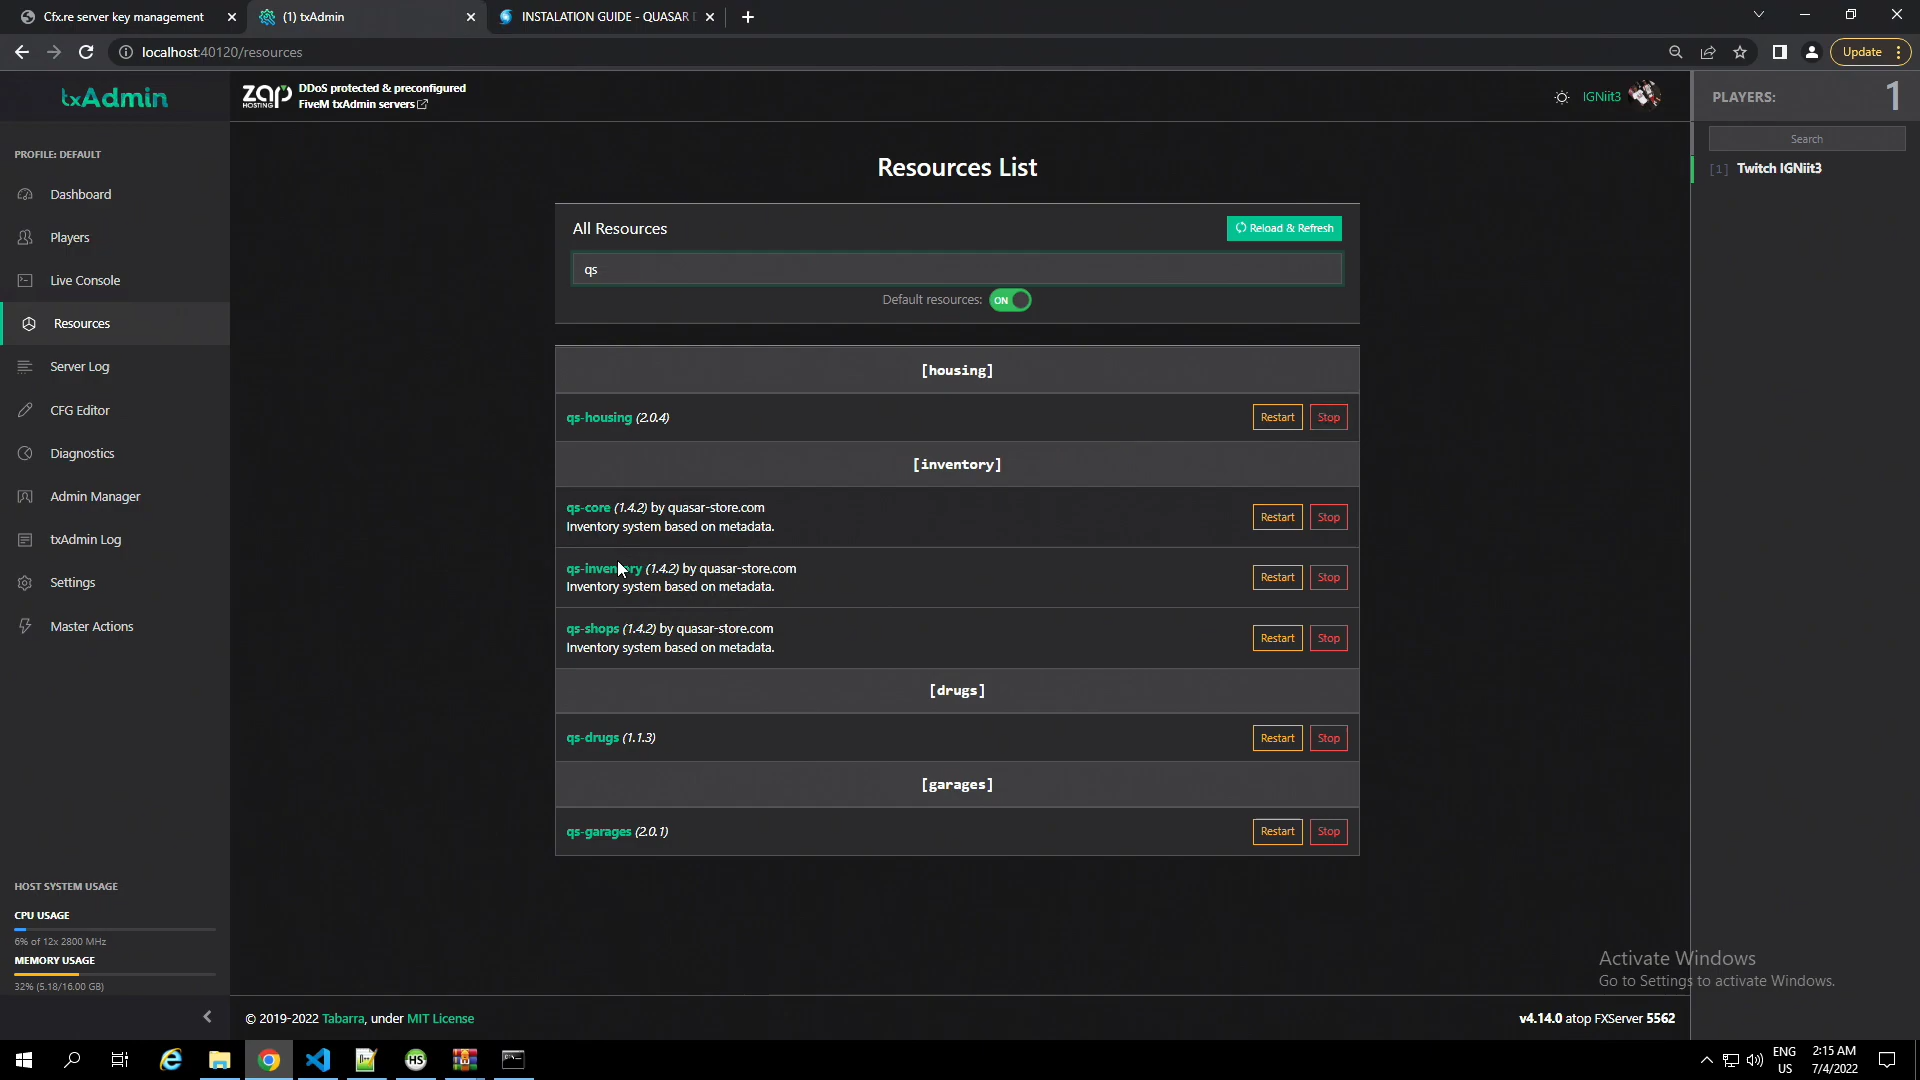 Cfx.re server key management
(1) txAdmin
INSTALATION GUIDE - QUASAR
localhost:40120/resources
Update
txAdmin
ZAP HOSTING
DDoS protected & preconfigured
FiveM txAdmin servers
IGNiit3
PLAYERS:
1
Search
[1] Twitch IGNiit3
PROFILE: DEFAULT
Dashboard
Players
Live Console
Resources
Server Log
CFG Editor
Diagnostics
Admin Manager
txAdmin Log
Settings
Master Actions
HOST SYSTEM USAGE
CPU USAGE
6% of 12x 2800 MHz
MEMORY USAGE
32% (5.18/16.00 GB)
Resources List
All Resources
Reload & Refresh
qs
Default resources: ON
[housing]
qs-housing (2.0.4)
Restart Stop
[inventory]
qs-core (1.4.2) by quasar-store.com
Inventory system based on metadata.
Restart Stop
qs-inventory (1.4.2) by quasar-store.com
Inventory system based on metadata.
Restart Stop
qs-shops (1.4.2) by quasar-store.com
Inventory system based on metadata.
Restart Stop
[drugs]
qs-drugs (1.1.3)
Restart Stop
[garages]
qs-garages (2.0.1)
Restart Stop
Activate Windows
Go to Settings to activate Windows.
© 2019-2022 Tabarra, under MIT License
v4.14.0 atop FXServer 5562
HS
ENG
US
2:15 AM
7/4/2022